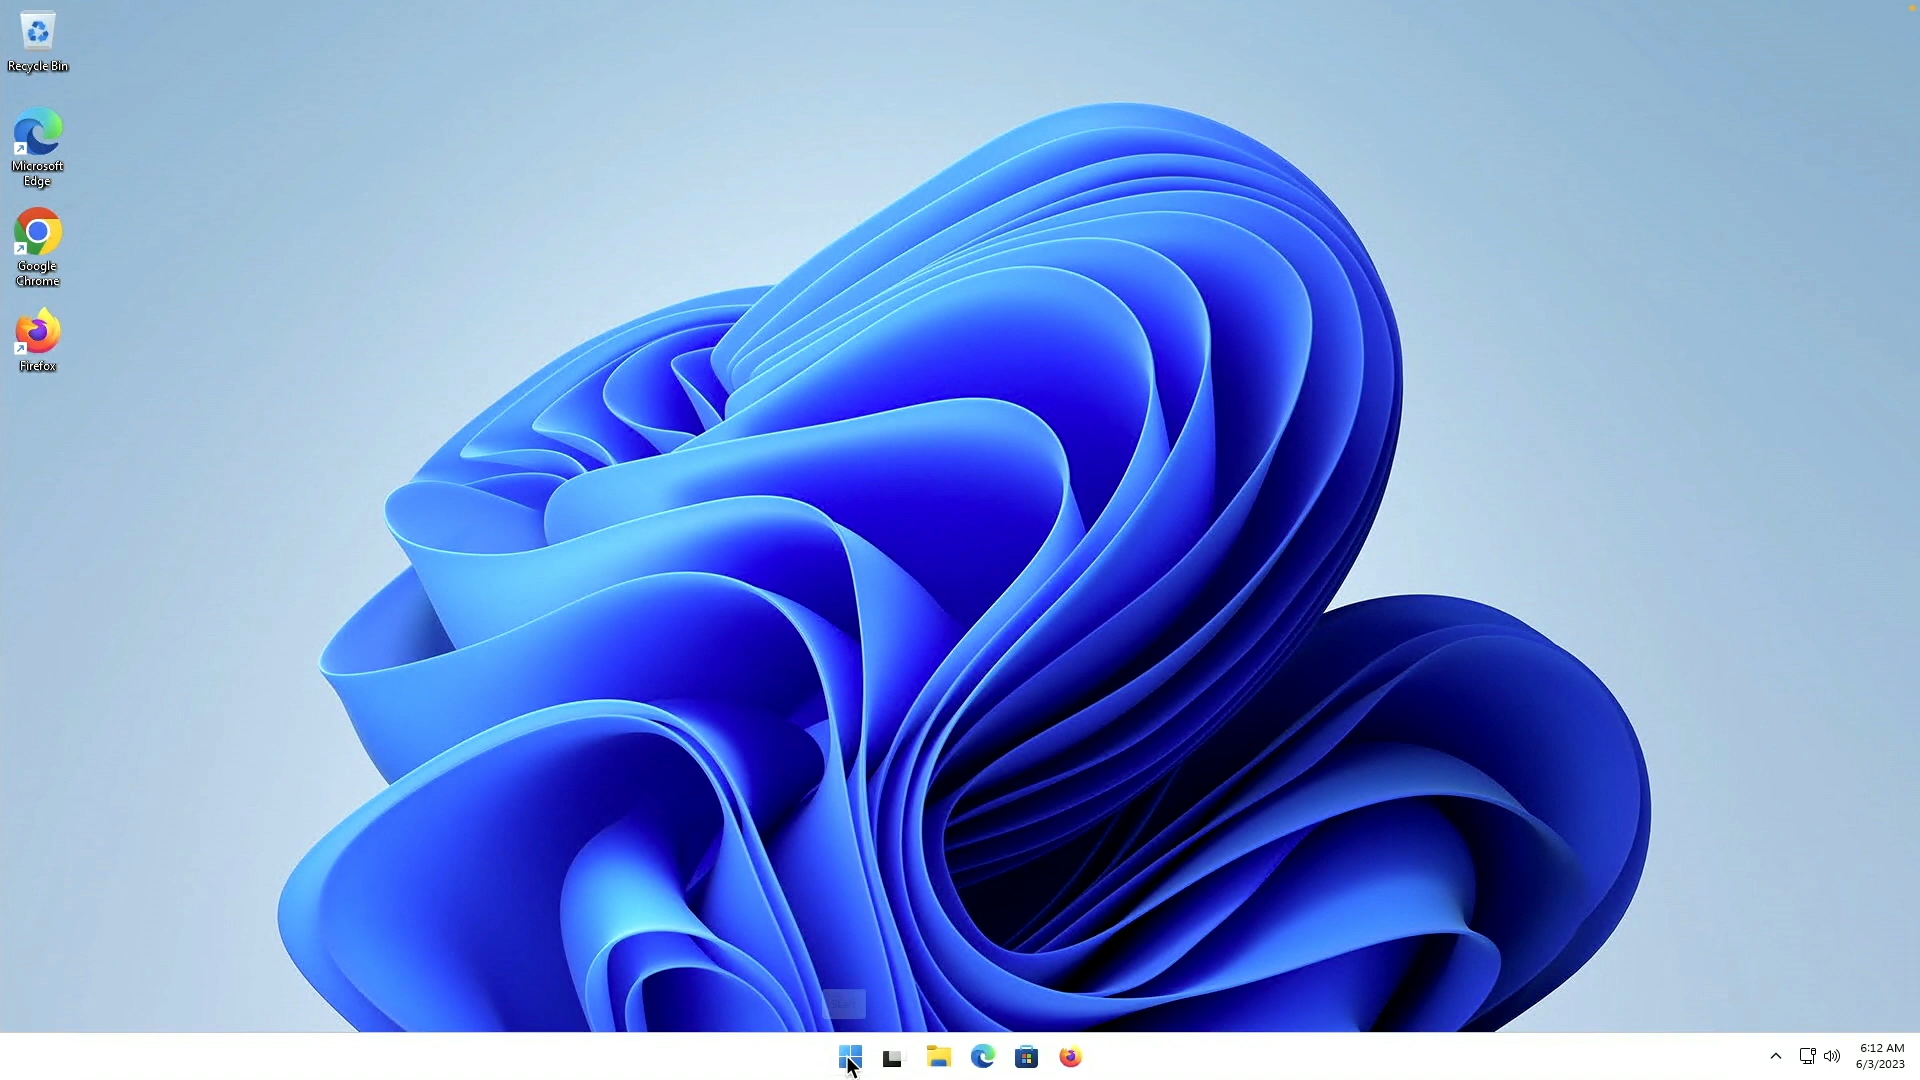 Recycle Bin
Microsoft
Edge
Google
Chrome
Firefox
6:12 AM
6/3/2023